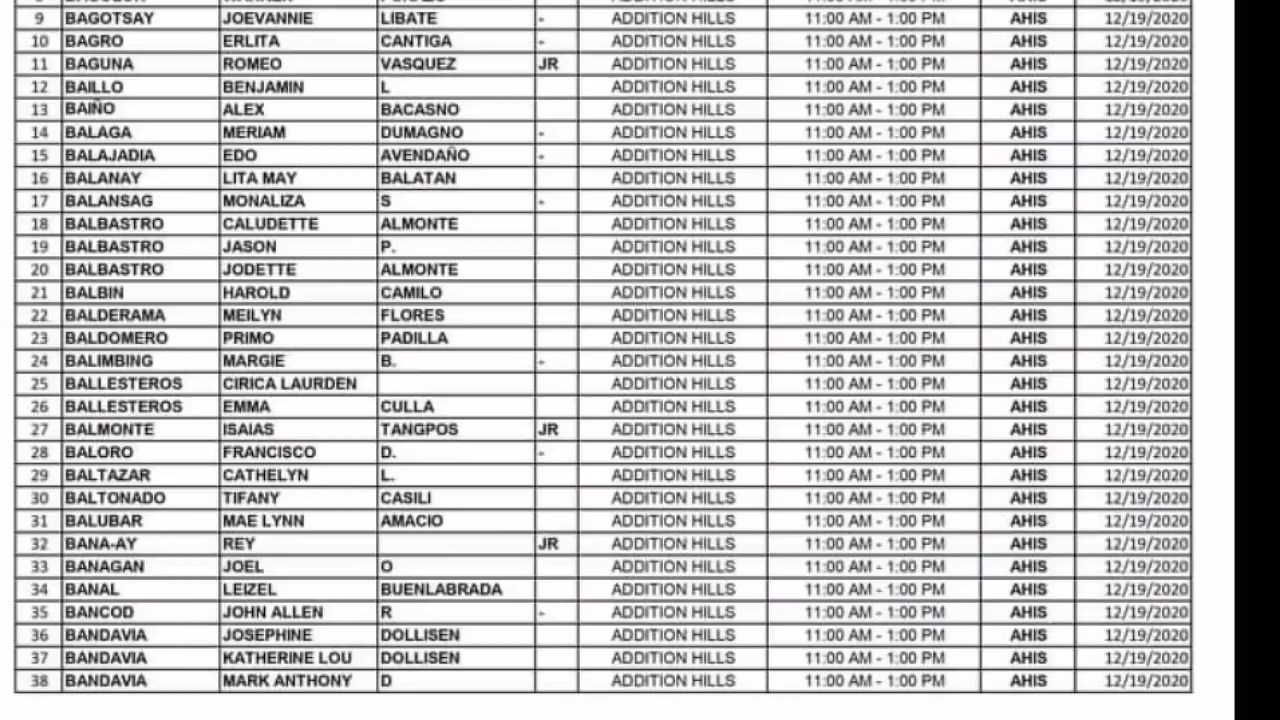 9 BAGOTSAY JOEVANNIE LIBATE - ADDITION HILLS 11:00 AM - 1:00 PM AHIS 12/19/2020
10 BAGRO ERLITA CANTIGA - ADDITION HILLS 11:00 AM - 1:00 PM AHIS 12/19/2020
11 BAGUNA ROMEO VASQUEZ JR ADDITION HILLS 11:00 AM - 1:00 PM AHIS 12/19/2020
12 BAILLO BENJAMIN L ADDITION HILLS 11:00 AM - 1:00 PM AHIS 12/19/2020
13 BAIÑO ALEX BACASNO ADDITION HILLS 11:00 AM - 1:00 PM AHIS 12/19/2020
14 BALAGA MERIAM DUMAGNO - ADDITION HILLS 11:00 AM - 1:00 PM AHIS 12/19/2020
15 BALAJADIA EDO AVENDAÑO - ADDITION HILLS 11:00 AM - 1:00 PM AHIS 12/19/2020
16 BALANAY LITA MAY BALATAN ADDITION HILLS 11:00 AM - 1:00 PM AHIS 12/19/2020
17 BALANSAG MONALIZA S - ADDITION HILLS 11:00 AM - 1:00 PM AHIS 12/19/2020
18 BALBASTRO CALUDETTE ALMONTE ADDITION HILLS 11:00 AM - 1:00 PM AHIS 12/19/2020
19 BALBASTRO JASON P. ADDITION HILLS 11:00 AM - 1:00 PM AHIS 12/19/2020
20 BALBASTRO JODETTE ALMONTE ADDITION HILLS 11:00 AM - 1:00 PM AHIS 12/19/2020
21 BALBIN HAROLD CAMILO ADDITION HILLS 11:00 AM - 1:00 PM AHIS 12/19/2020
22 BALDERAMA MEILYN FLORES ADDITION HILLS 11:00 AM - 1:00 PM AHIS 12/19/2020
23 BALDOMERO PRIMO PADILLA ADDITION HILLS 11:00 AM - 1:00 PM AHIS 12/19/2020
24 BALIMBING MARGIE B. - ADDITION HILLS 11:00 AM - 1:00 PM AHIS 12/19/2020
25 BALLESTEROS CIRICA LAURDEN ADDITION HILLS 11:00 AM - 1:00 PM AHIS 12/19/2020
26 BALLESTEROS EMMA CULLA ADDITION HILLS 11:00 AM - 1:00 PM AHIS 12/19/2020
27 BALMONTE ISAIAS TANGPOS JR ADDITION HILLS 11:00 AM - 1:00 PM AHIS 12/19/2020
28 BALORO FRANCISCO D. - ADDITION HILLS 11:00 AM - 1:00 PM AHIS 12/19/2020
29 BALTAZAR CATHELYN L. ADDITION HILLS 11:00 AM - 1:00 PM AHIS 12/19/2020
30 BALTONADO TIFANY CASILI ADDITION HILLS 11:00 AM - 1:00 PM AHIS 12/19/2020
31 BALUBAR MAE LYNN AMACIO ADDITION HILLS 11:00 AM - 1:00 PM AHIS 12/19/2020
32 BANA-AY REY JR ADDITION HILLS 11:00 AM - 1:00 PM AHIS 12/19/2020
33 BANAGAN JOEL O ADDITION HILLS 11:00 AM - 1:00 PM AHIS 12/19/2020
34 BANAL LEIZEL BUENLABRADA ADDITION HILLS 11:00 AM - 1:00 PM AHIS 12/19/2020
35 BANCOD JOHN ALLEN R - ADDITION HILLS 11:00 AM - 1:00 PM AHIS 12/19/2020
36 BANDAVIA JOSEPHINE DOLLISEN ADDITION HILLS 11:00 AM - 1:00 PM AHIS 12/19/2020
37 BANDAVIA KATHERINE LOU DOLLISEN ADDITION HILLS 11:00 AM - 1:00 PM AHIS 12/19/2020
38 BANDAVIA MARK ANTHONY D ADDITION HILLS 11:00 AM - 1:00 PM AHIS 12/19/2020